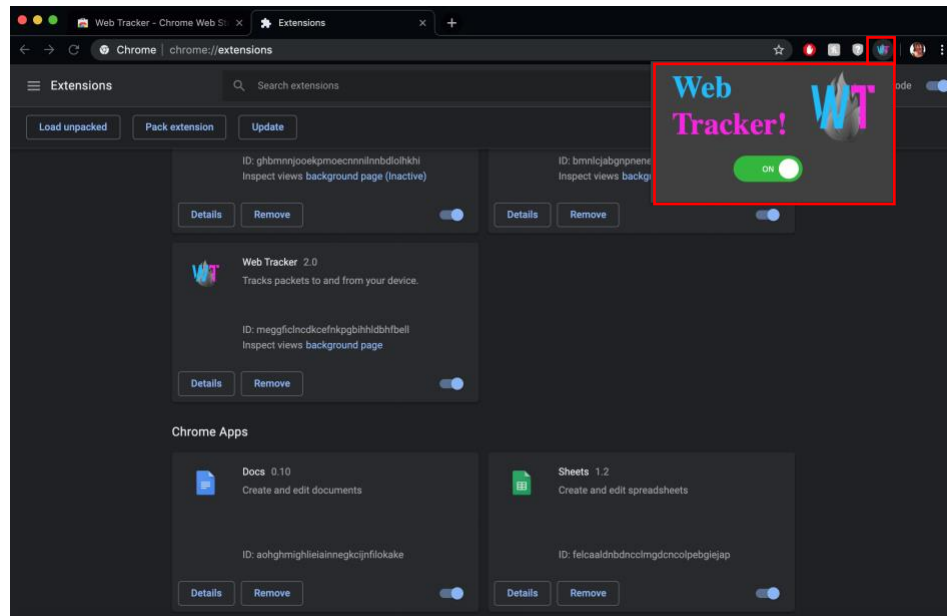 Web Tracker - Chrome Web St
Extensions
Chrome | chrome://extensions
Extensions
Search extensions
ode
Load unpacked
Pack extension
Update
Web
Tracker!
WT
ON
ID: ghbmnnjooekpmoecnnnilnnbdlolhkhi
Inspect views background page (Inactive)
Details
Remove
ID: bmnlcjabgnpnene
Inspect views backg
Details
Remove
WT
Web Tracker 2.0
Tracks packets to and from your device.
ID: meggficlncdkcefnkpgbihhldbhfbell
Inspect views background page
Details
Remove
Chrome Apps
Docs 0.10
Create and edit documents
ID: aohghmighlieiainnegkcijnfilokake
Details
Remove
Sheets 1.2
Create and edit spreadsheets
ID: felcaaldnbdncclmgdcncolpebgiejap
Details
Remove